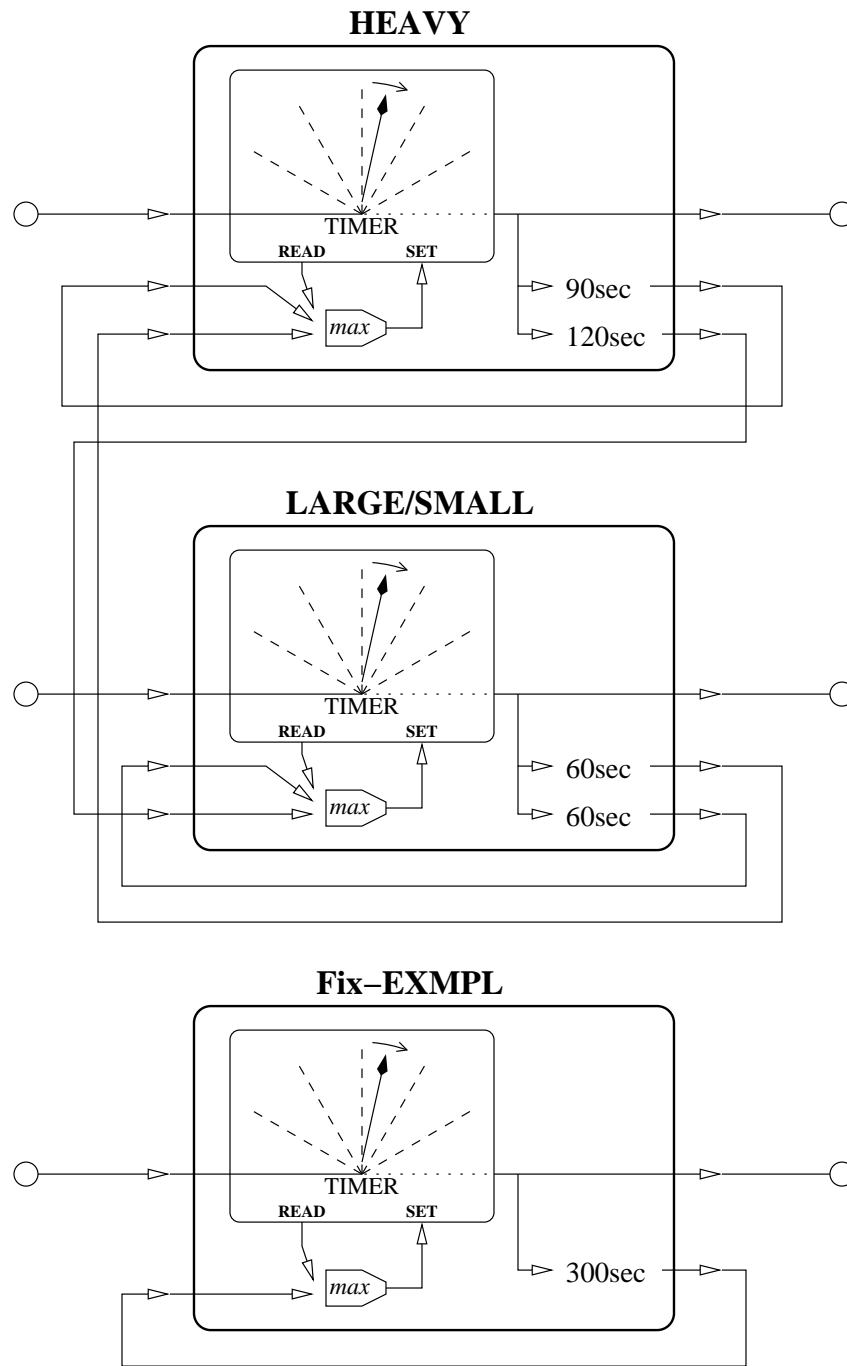 HEAVY
TIMER
READ SET
90sec
max
120sec
LARGE/SMALL
TIMER
READ SET
60sec
max
60sec
Fix−EXMPL
TIMER
READ SET
300sec
max